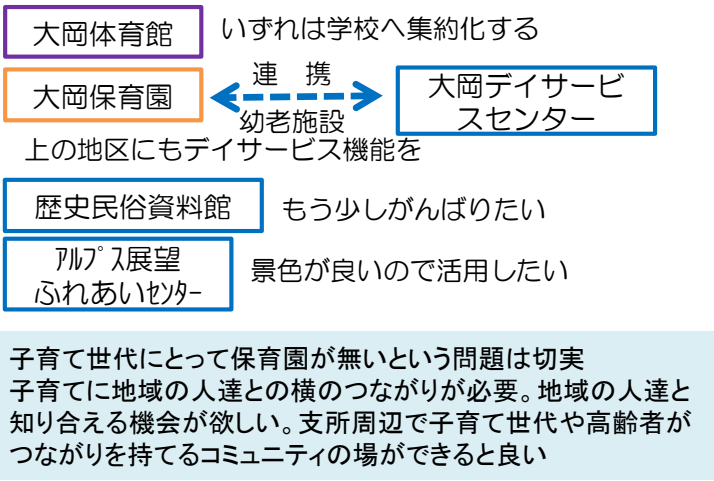 大岡体育館 いずれは学校へ集約化する
大岡保育園 連 携 大岡デイサービ
幼老施設 スセンター
上の地区にもデイサービス機能を
歴史民俗資料館 もう少しがんばりたい
ｱﾙﾌﾟｽ展望
ふれあいｾﾝﾀｰ 景色が良いので活用したい
子育て世代にとって保育園が無いという問題は切実
子育てに地域の人達との横のつながりが必要。地域の人達と
知り合える機会が欲しい。支所周辺で子育て世代や高齢者が
つながりを持てるコミュニティの場ができると良い